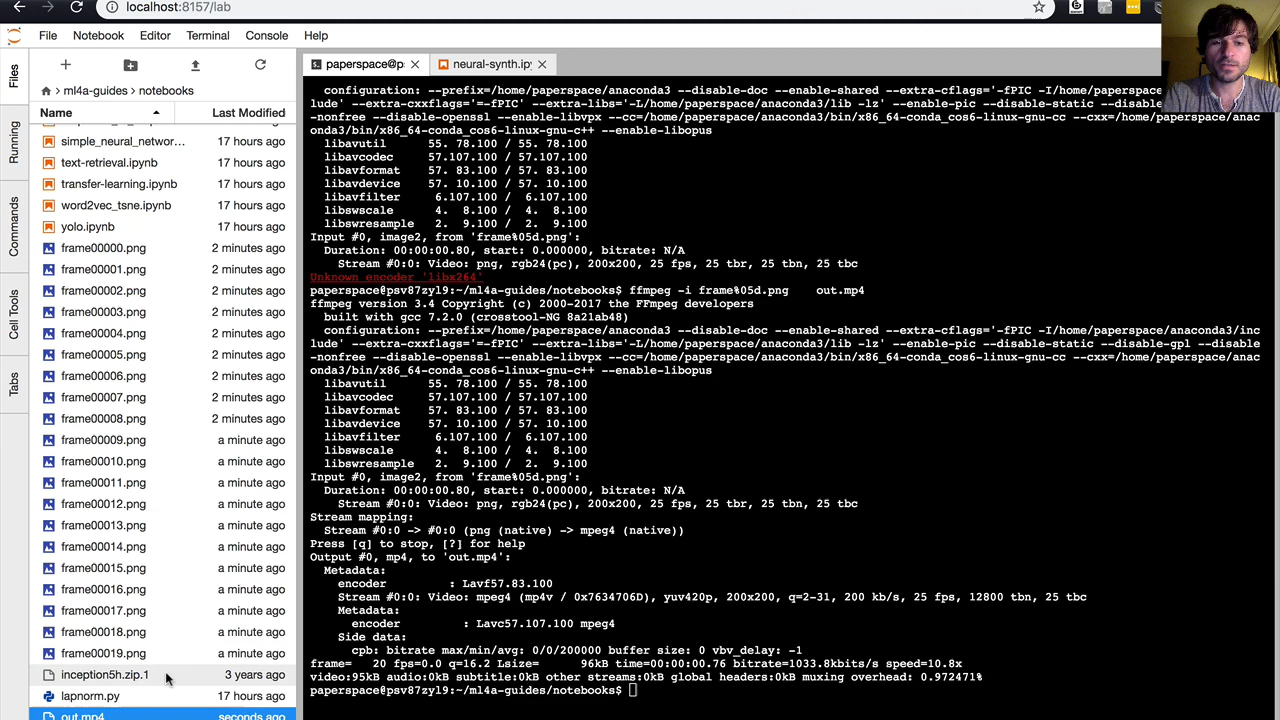 localhost:8157/lab
File Notebook Editor Terminal Console Help
Files
Running
Commands
Cell Tools
Tabs
ml4a-guides > notebooks
Name Last Modified
simple_neural_networ... 17 hours ago
text-retrieval.ipynb 17 hours ago
transfer-learning.ipynb 17 hours ago
word2vec_tsne.ipynb 17 hours ago
yolo.ipynb 17 hours ago
frame00000.png 2 minutes ago
frame00001.png 2 minutes ago
frame00002.png 2 minutes ago
frame00003.png 2 minutes ago
frame00004.png 2 minutes ago
frame00005.png 2 minutes ago
frame00006.png 2 minutes ago
frame00007.png 2 minutes ago
frame00008.png 2 minutes ago
frame00009.png a minute ago
frame00010.png a minute ago
frame00011.png a minute ago
frame00012.png a minute ago
frame00013.png a minute ago
frame00014.png a minute ago
frame00015.png a minute ago
frame00016.png a minute ago
frame00017.png a minute ago
frame00018.png a minute ago
frame00019.png a minute ago
inception5h.zip.1 3 years ago
lapnorm.py 17 hours ago
out.mp4 seconds ago
paperspace@p: neural-synth.ipy
configuration: --prefix=/home/paperspace/anaconda3 --disable-doc --enable-shared --extra-cflags='-fPIC -I/home/paperspace/anaconda3/inc
lude' --extra-cxxflags='=-fPIC' --extra-libs='-L/home/paperspace/anaconda3/lib -lz' --enable-pic --disable-static --disable-gpl --disable
-nonfree --disable-openssl --enable-libvpx --cc=/home/paperspace/anaconda3/bin/x86_64-conda_cos6-linux-gnu-cc --cxx=/home/paperspace/anac
onda3/bin/x86_64-conda_cos6-linux-gnu-c++ --enable-libopus
libavutil 55. 78.100 / 55. 78.100
libavcodec 57.107.100 / 57.107.100
libavformat 57. 83.100 / 57. 83.100
libavdevice 57. 10.100 / 57. 10.100
libavfilter 6.107.100 / 6.107.100
libswscale 4. 8.100 / 4. 8.100
libswresample 2. 9.100 / 2. 9.100
Input #0, image2, from 'frame%05d.png':
Duration: 00:00:00.80, start: 0.000000, bitrate: N/A
Stream #0:0: Video: png, rgb24(pc), 200x200, 25 fps, 25 tbr, 25 tbn, 25 tbc
Unknown encoder 'libx264'
paperspace@psv87zyl9:~/ml4a-guides/notebooks$ ffmpeg -i frame%05d.png out.mp4
ffmpeg version 3.4 Copyright (c) 2000-2017 the FFmpeg developers
built with gcc 7.2.0 (crosstool-NG 8a21ab48)
configuration: --prefix=/home/paperspace/anaconda3 --disable-doc --enable-shared --extra-cflags='-fPIC -I/home/paperspace/anaconda3/inc
lude' --extra-cxxflags='=-fPIC' --extra-libs='-L/home/paperspace/anaconda3/lib -lz' --enable-pic --disable-static --disable-gpl --disable
-nonfree --disable-openssl --enable-libvpx --cc=/home/paperspace/anaconda3/bin/x86_64-conda_cos6-linux-gnu-cc --cxx=/home/paperspace/anac
onda3/bin/x86_64-conda_cos6-linux-gnu-c++ --enable-libopus
libavutil 55. 78.100 / 55. 78.100
libavcodec 57.107.100 / 57.107.100
libavformat 57. 83.100 / 57. 83.100
libavdevice 57. 10.100 / 57. 10.100
libavfilter 6.107.100 / 6.107.100
libswscale 4. 8.100 / 4. 8.100
libswresample 2. 9.100 / 2. 9.100
Input #0, image2, from 'frame%05d.png':
Duration: 00:00:00.80, start: 0.000000, bitrate: N/A
Stream #0:0: Video: png, rgb24(pc), 200x200, 25 fps, 25 tbr, 25 tbn, 25 tbc
Stream mapping:
Stream #0:0 -> #0:0 (png (native) -> mpeg4 (native))
Press [q] to stop, [?] for help
Output #0, mp4, to 'out.mp4':
Metadata:
encoder : Lavf57.83.100
Stream #0:0: Video: mpeg4 (mp4v / 0x7634706D), yuv420p, 200x200, q=2-31, 200 kb/s, 25 fps, 12800 tbn, 25 tbc
Metadata:
encoder : Lavc57.107.100 mpeg4
Side data:
cpb: bitrate max/min/avg: 0/0/200000 buffer size: 0 vbv_delay: -1
frame= 20 fps=0.0 q=16.2 Lsize= 96kB time=00:00:00.76 bitrate=1033.8kbits/s speed=10.8x
video:95kB audio:0kB subtitle:0kB other streams:0kB global headers:0kB muxing overhead: 0.972471%
paperspace@psv87zyl9:~/ml4a-guides/notebooks$